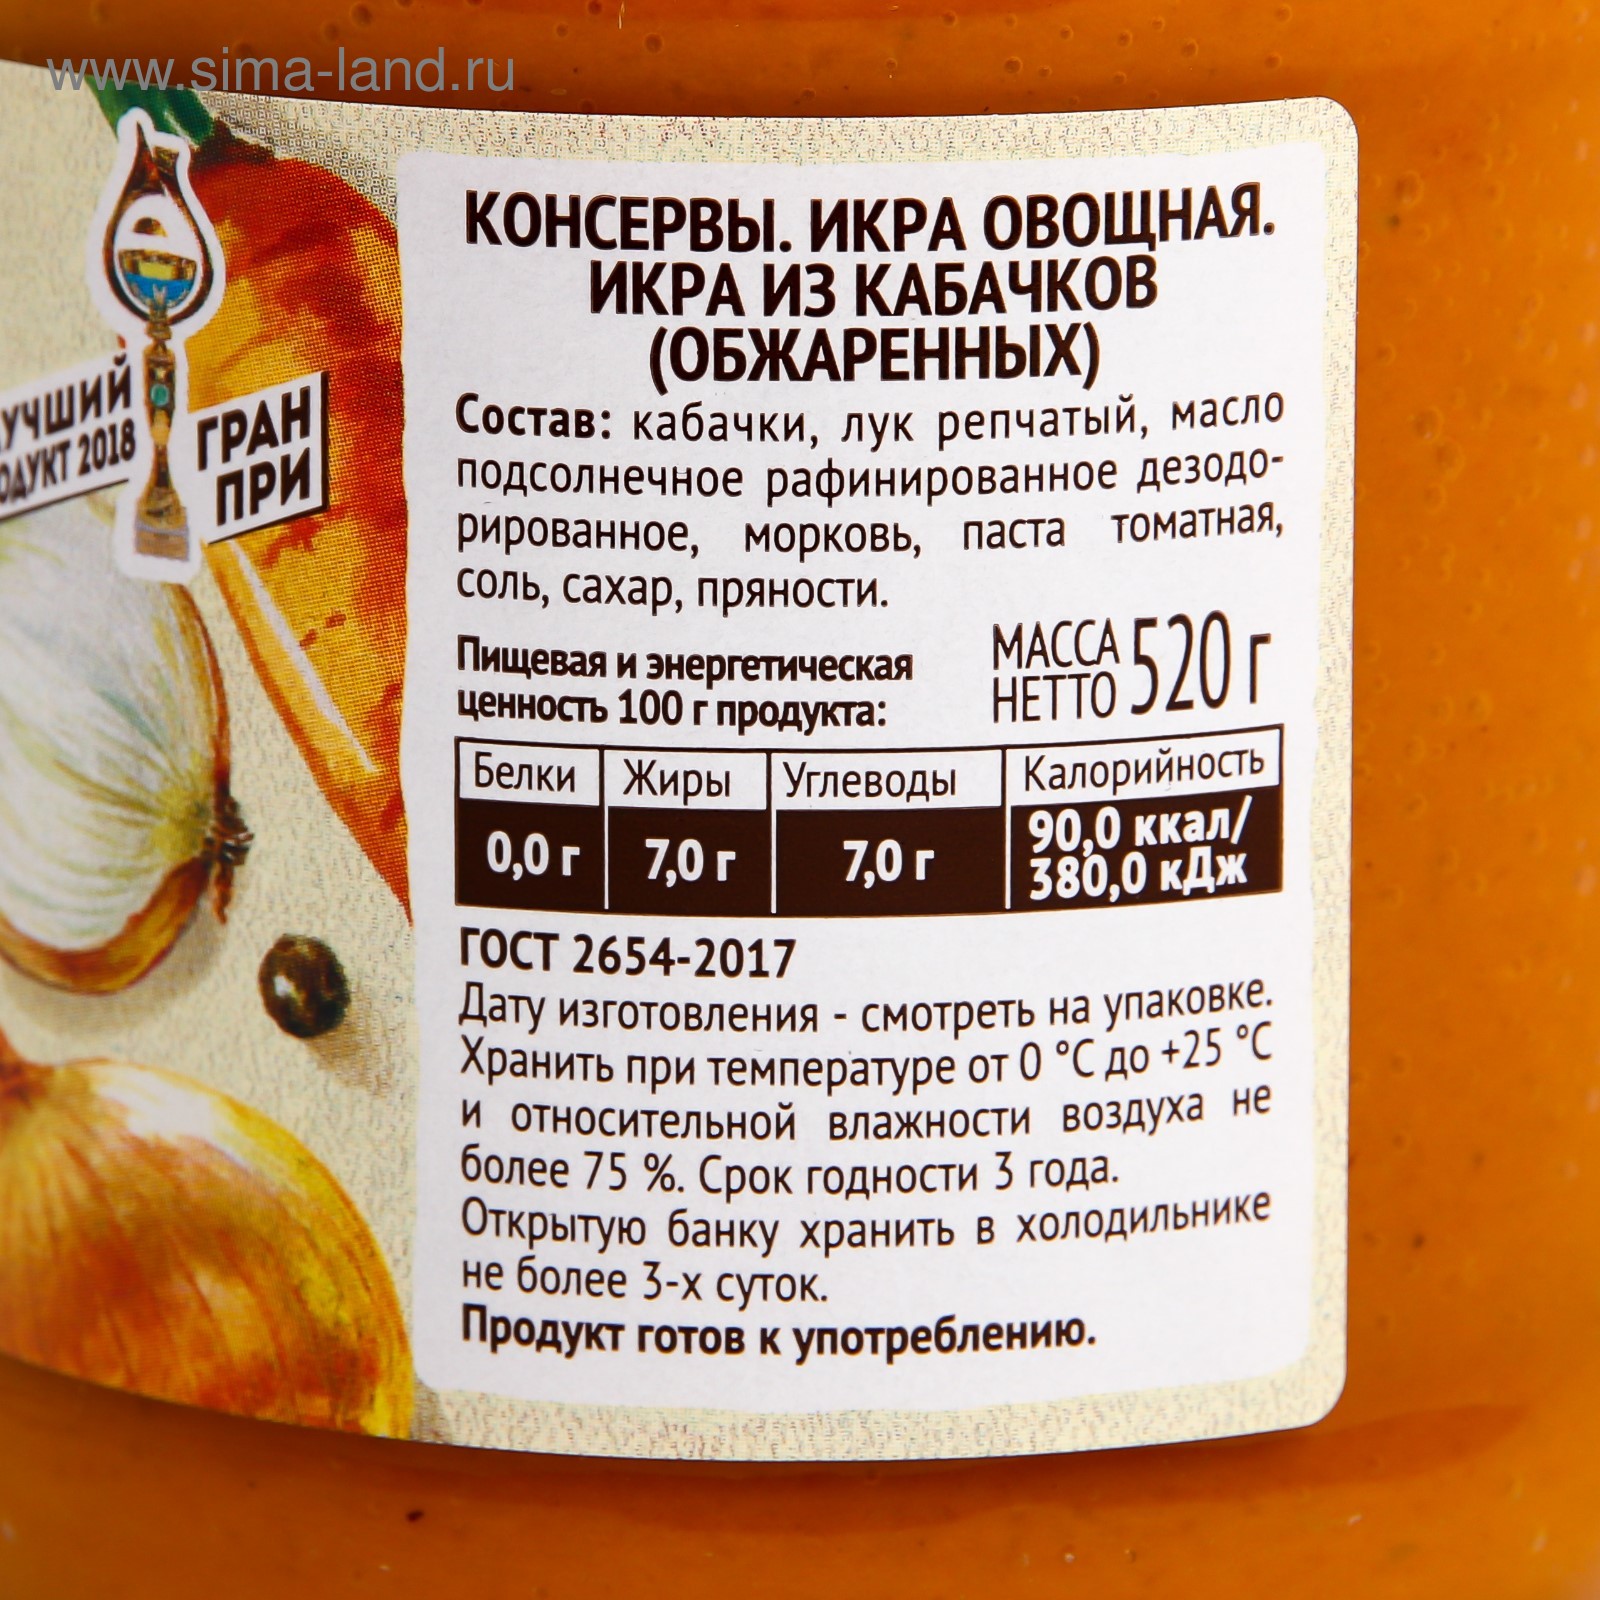 www.sima-land.ru
КОНСЕРВЫ. ИКРА ОВОЩНАЯ.
ИКРА ИЗ КАБАЧКОВ
(ОБЖАРЕННЫХ)
Состав: кабачки, лук репчатый, масло
подсолнечное рафинированное дезодо-
рированное, морковь, паста томатная,
соль, сахар, пряности.
Пищевая и энергетическая
ценность 100 г продукта:
МАССА
НЕТТО 520 г
Белки Жиры Углеводы Калорийность
0,0 г 7,0 г 7,0 г 90,0 ккал/
380,0 кДж
ГОСТ 2654-2017
Дату изготовления - смотреть на упаковке.
Хранить при температуре от 0 °С до +25 °С
и относительной влажности воздуха не
более 75 %. Срок годности 3 года.
Открытую банку хранить в холодильнике
не более 3-х суток.
Продукт готов к употреблению.
2018
ГРАН
ПРИ